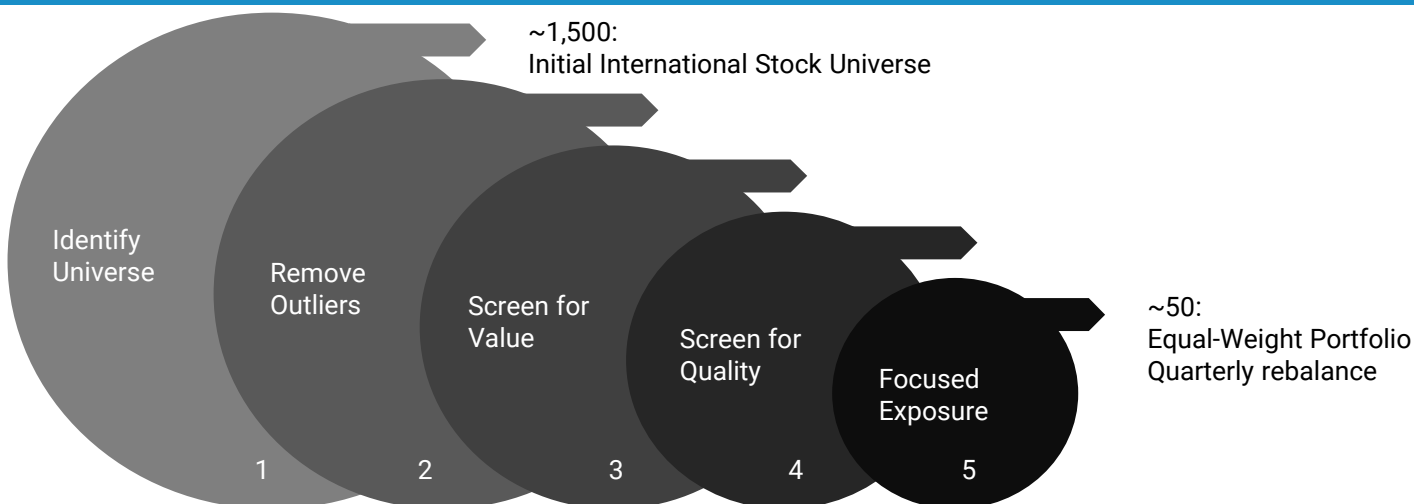 ~1,500:
Initial International Stock Universe
Identify
Universe
Remove
Outliers
Screen for
Value
Screen for
Quality
Focused
Exposure
~50:
Equal-Weight Portfolio
Quarterly rebalance
1
2
3
4
5